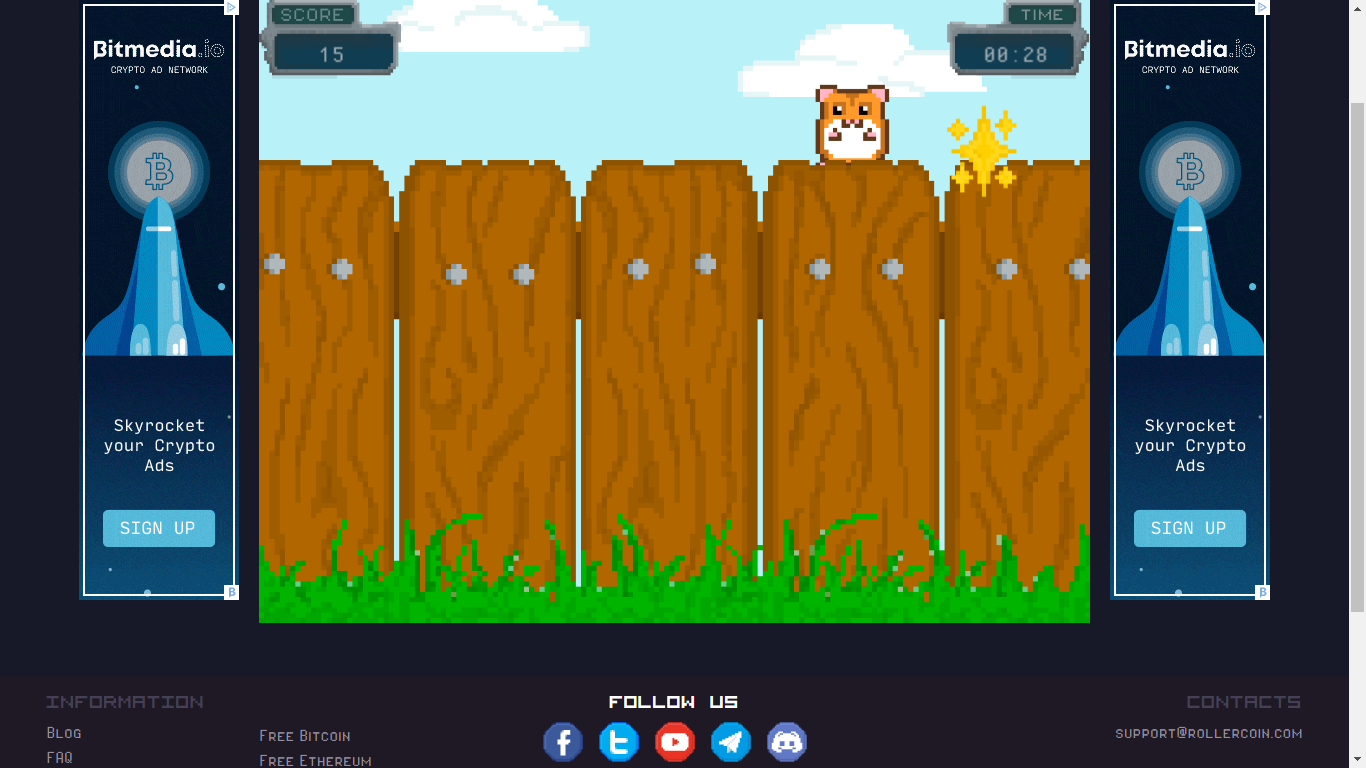 Bitmedia.io
CRYPTO AD NETWORK
Skyrocket
your Crypto
Ads
SIGN UP
SCORE
15
TIME
00:28
Bitmedia.io
CRYPTO AD NETWORK
Skyrocket
your Crypto
Ads
SIGN UP
INFORMATION
Blog
FAQ
Free Bitcoin
Free Ethereum
FOLLOW US
CONTACTS
SUPPORT@ROLLERCOIN.COM